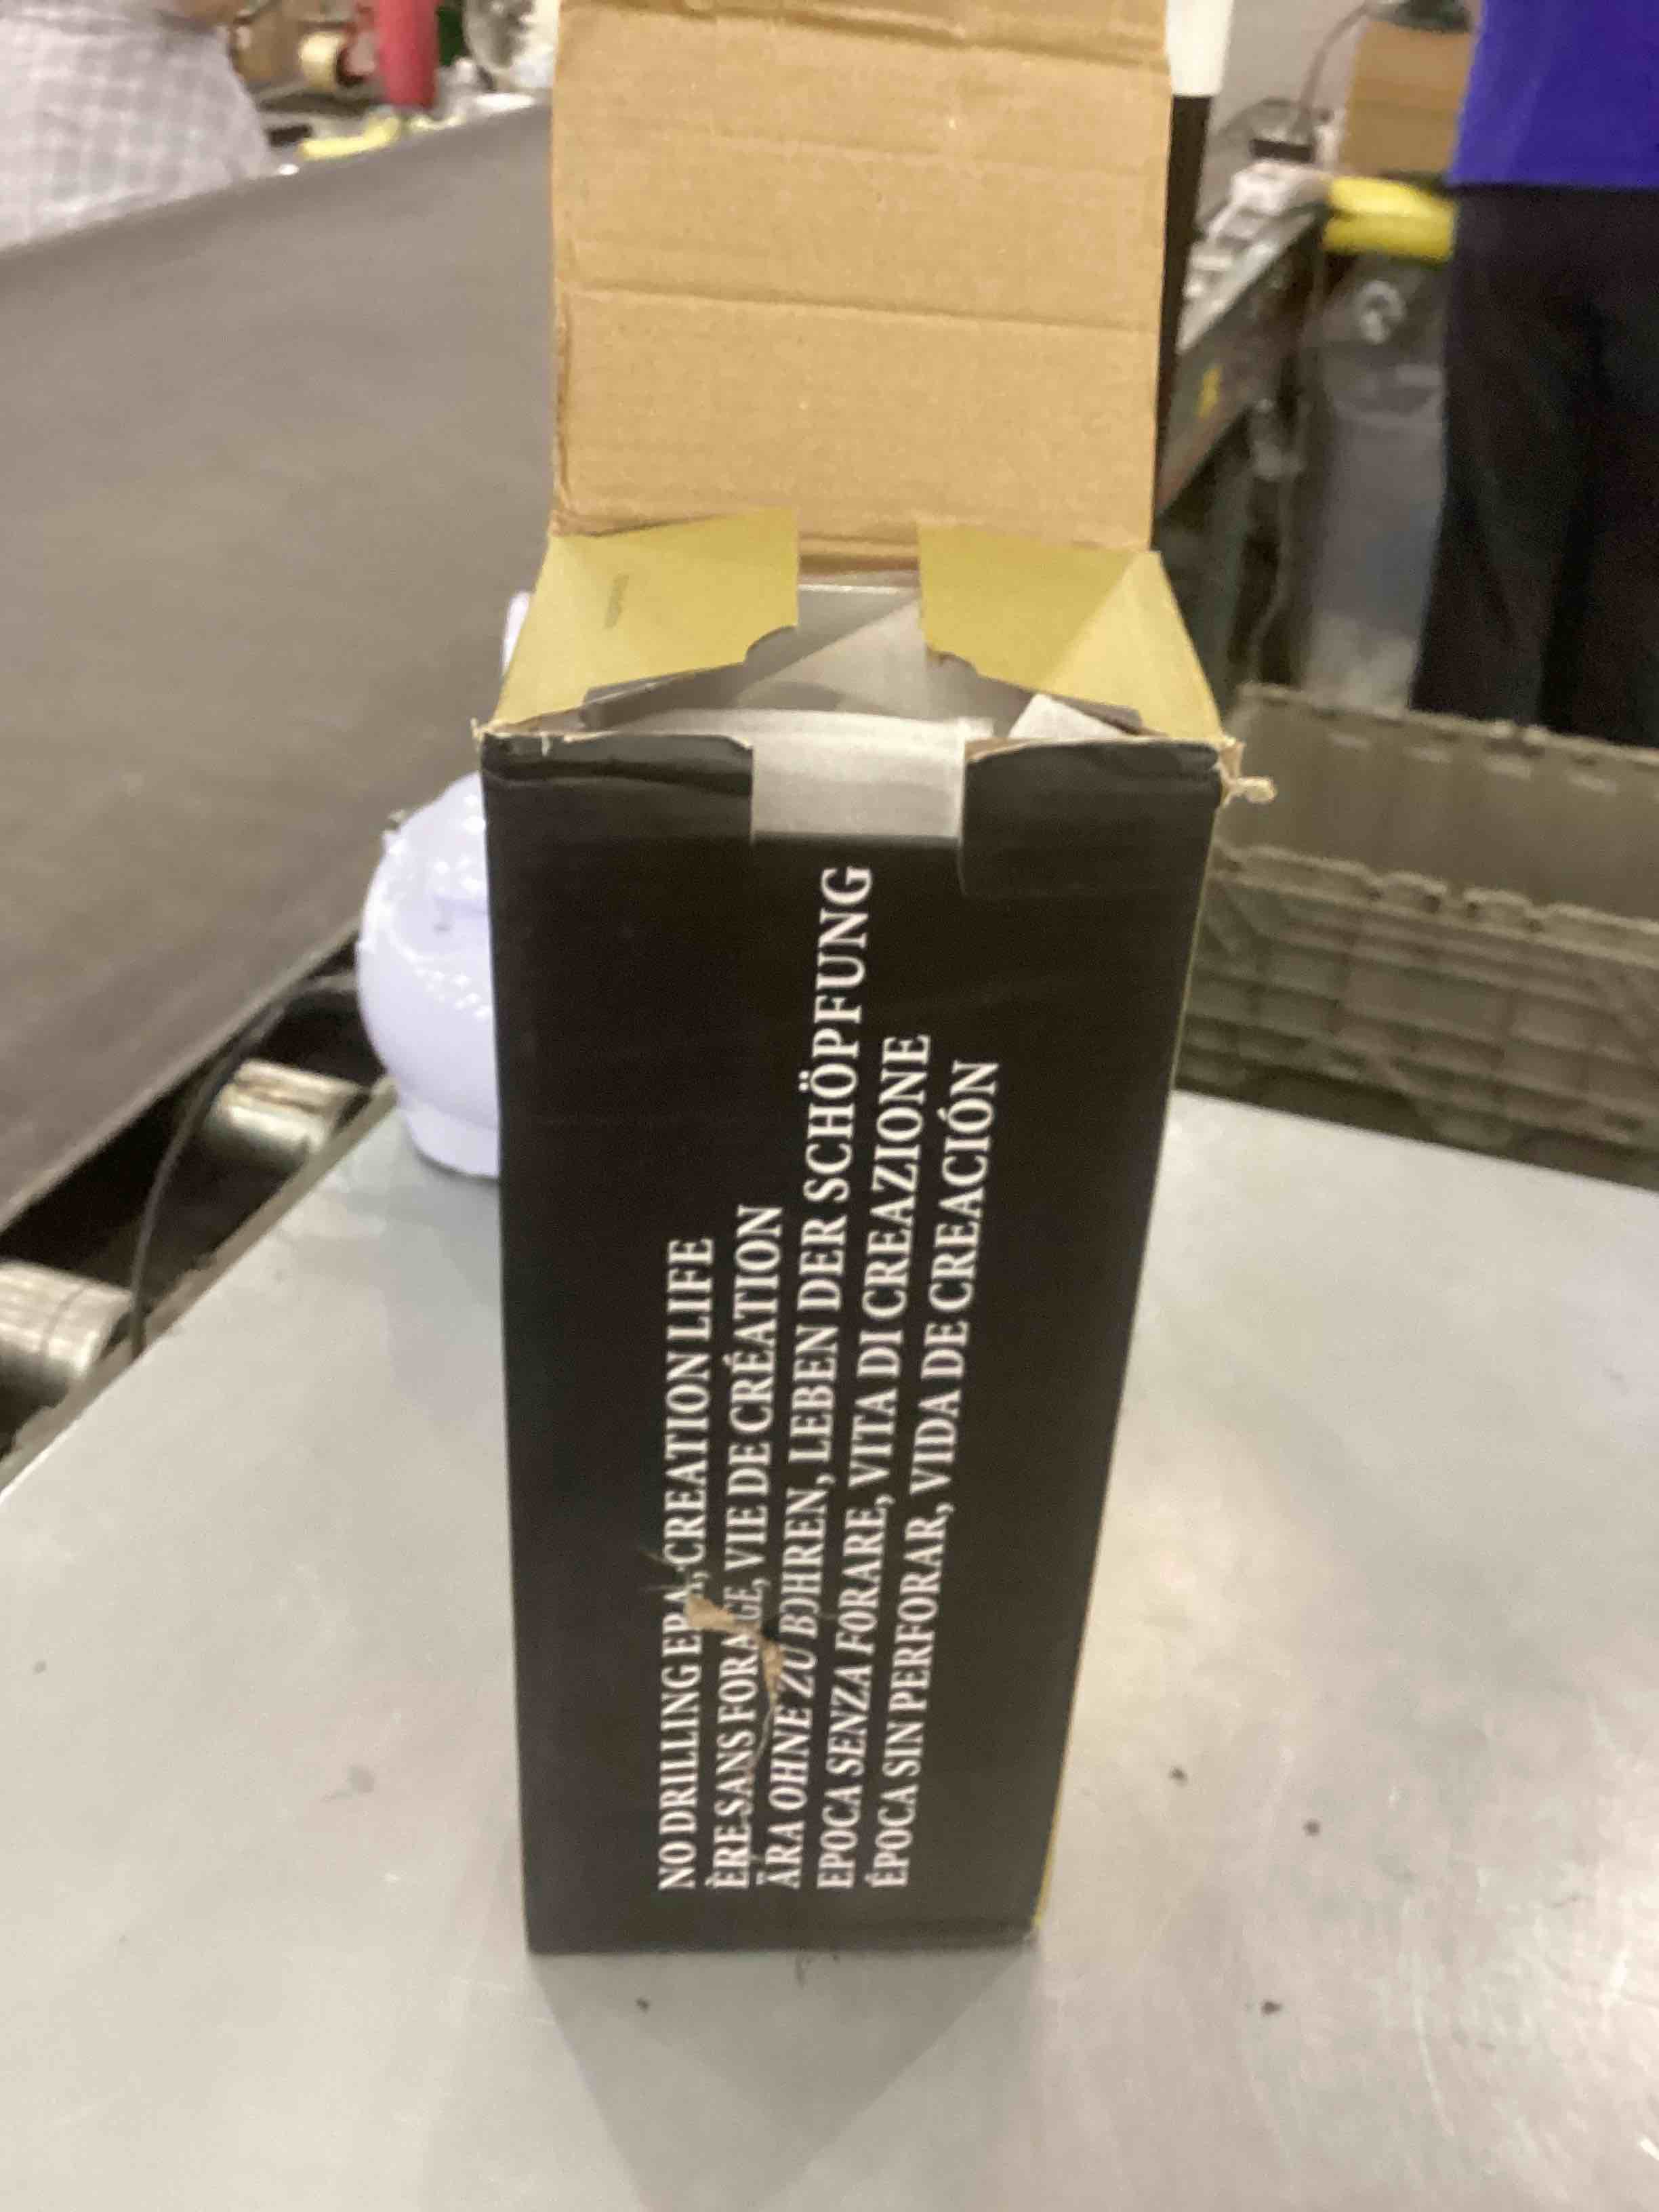 NO DRILLING ERA, CREATION LIFE
ÈRE SANS FORAGE, VIE DE CRÉATION
ÄRA OHNE ZU BOHREN, LEBEN DER SCHÖPFUNG
EPOCA SENZA FORARE, VITA DI CREAZIONE
ÉPOCA SIN PERFORAR, VIDA DE CREACIÓN